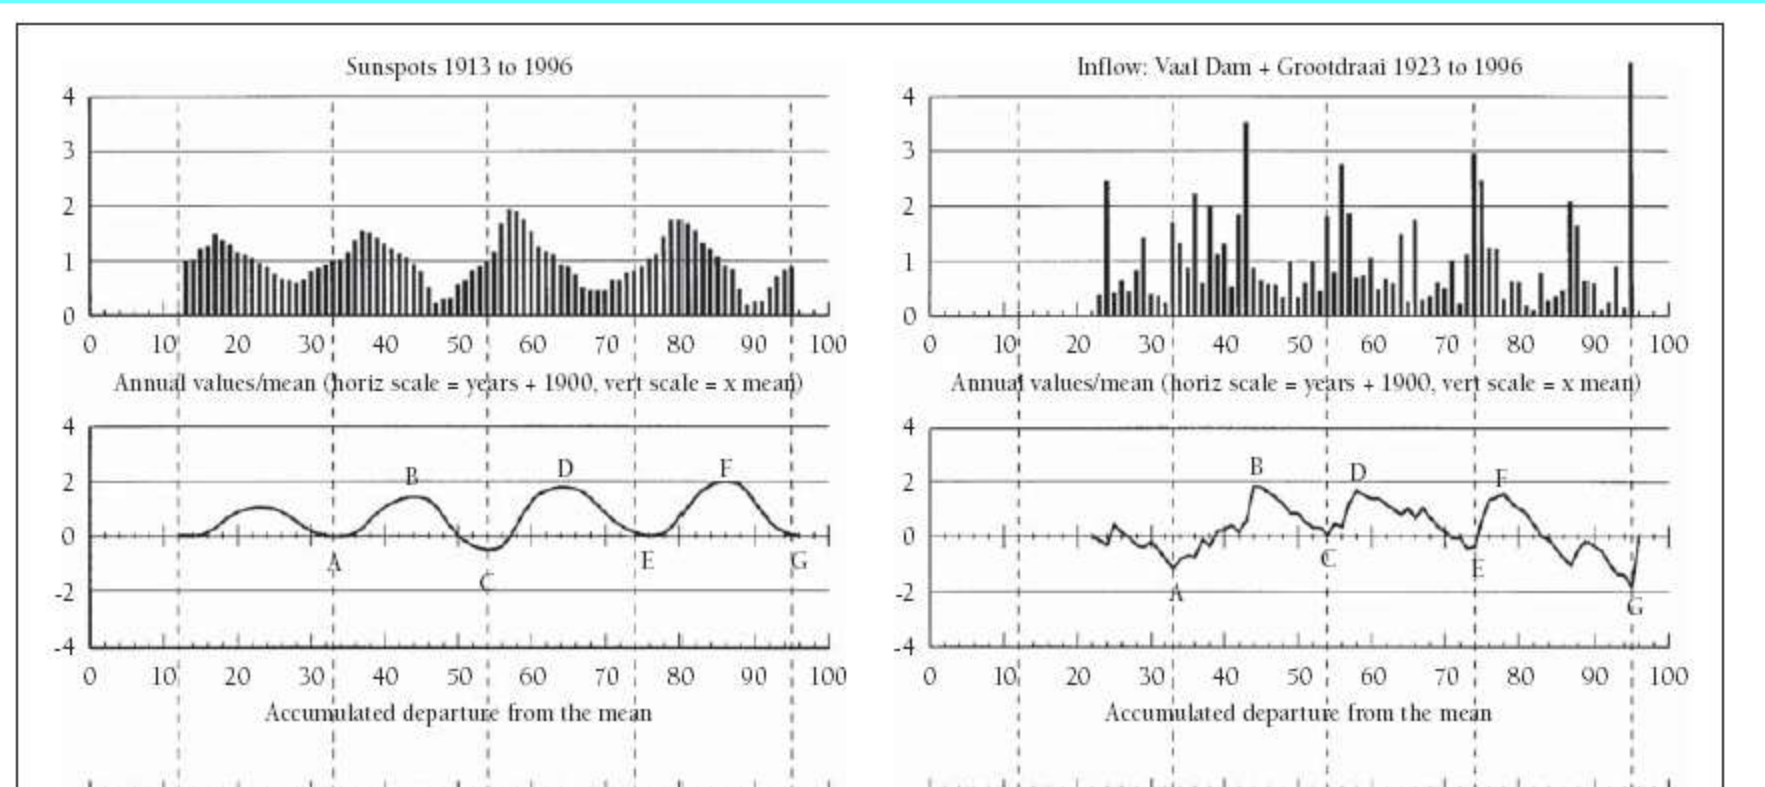 Sunspots 1913 to 1996
4
3
2
1
0
0 10 20 30 40 50 60 70 80 90 100
Annual values/mean (horiz scale = years + 1900, vert scale = x mean)
4
2
0
-2
-4
A
B
C
D
E
F
G
0 10 20 30 40 50 60 70 80 90 100
Accumulated departure from the mean
Inflow: Vaal Dam + Grootdraai 1923 to 1996
4
3
2
1
0
0 10 20 30 40 50 60 70 80 90 100
Annual values/mean (horiz scale = years + 1900, vert scale = x mean)
4
2
0
-2
-4
A
B
C
D
E
F
G
0 10 20 30 40 50 60 70 80 90 100
Accumulated departure from the mean